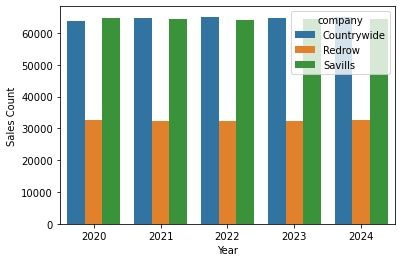 company
Countrywide
Redrow
Savills
60000
50000
40000
30000
20000
10000
0
Sales Count
2020 2021 2022 2023 2024
Year